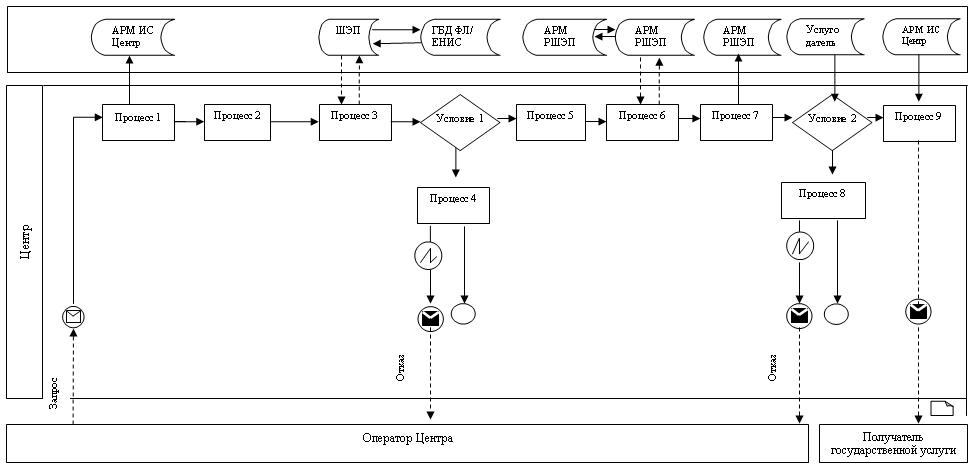 АРМ ИС
Центр
ШЭП
ГБД ФЛ/
ЕНИС
АРМ
РШЭП
АРМ
РШЭП
АРМ
РШЭП
Услуго
датель
АРМ ИС
Центр
Процесс 1
Процесс 2
Процесс 3
Условие 1
Процесс 5
Процесс 6
Процесс 7
Условие 2
Процесс 9
Процесс 4
Процесс 8
Центр
Запрос
Отказ
Отказ
Оператор Центра
Получатель
государственной услуги